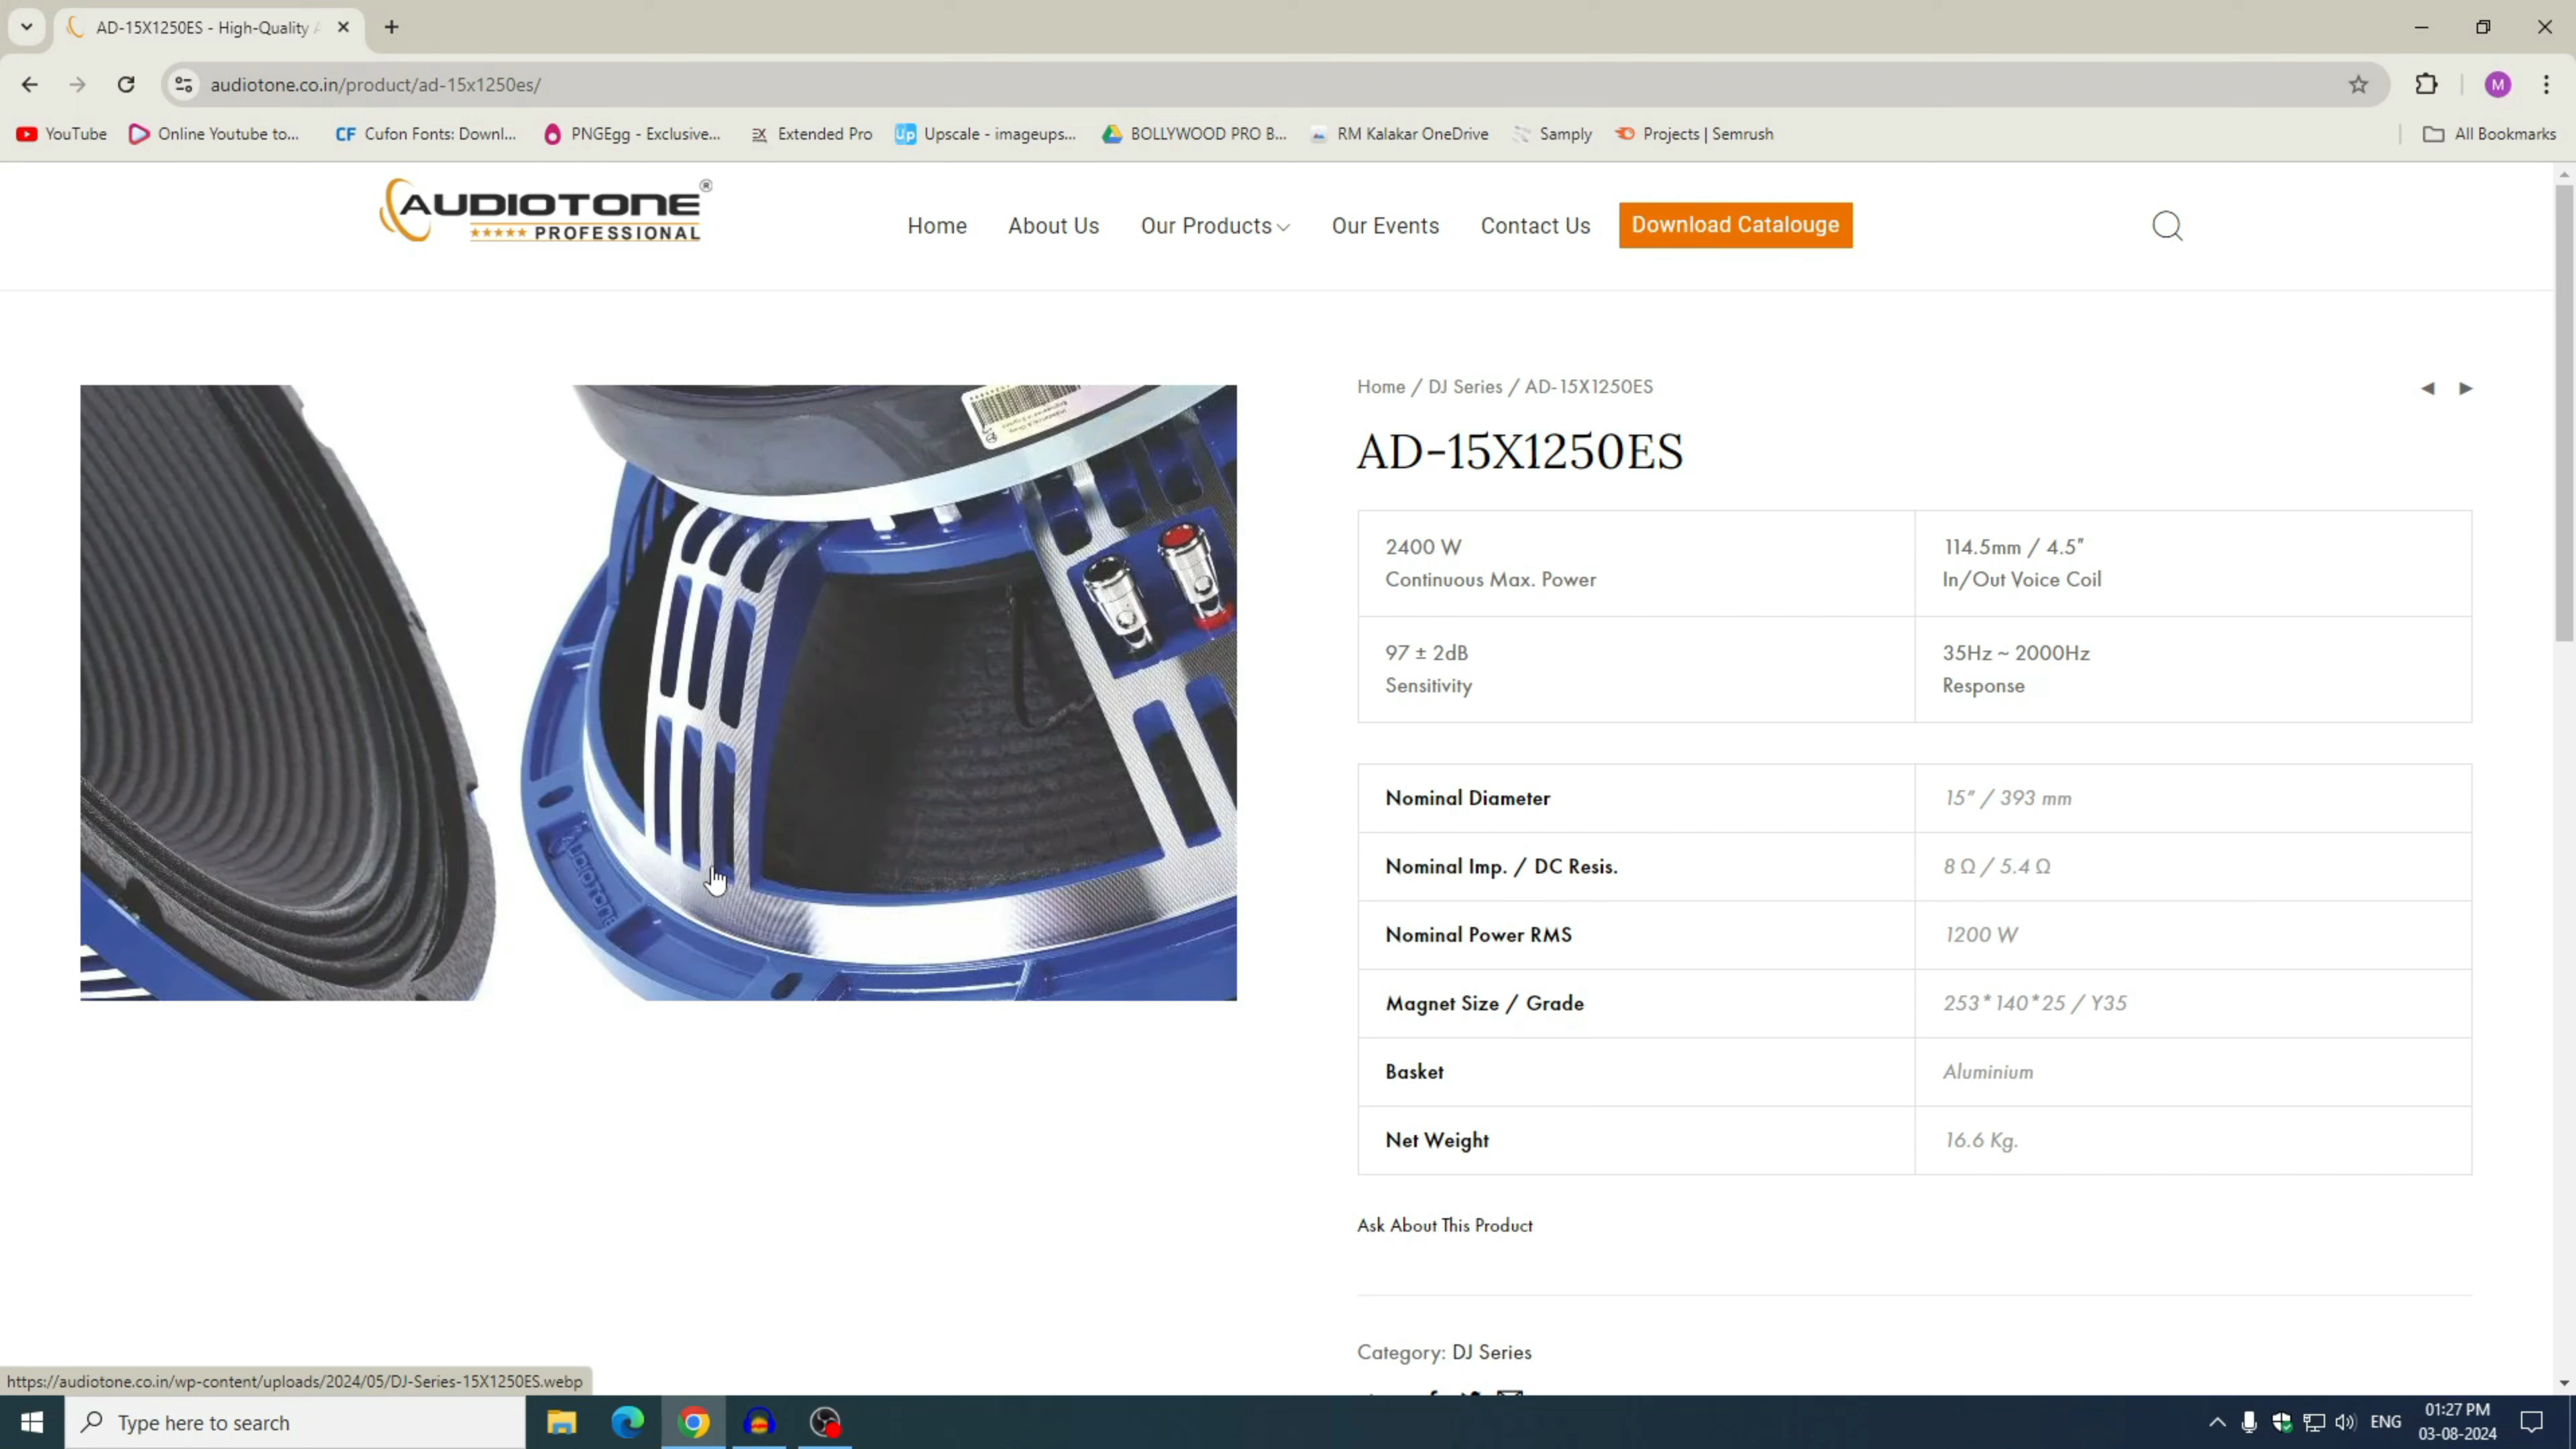 AD-15X1250ES - High-Quality
audiotone.co.in/product/ad-15x1250es/
M
YouTube
Online Youtube to...
CF Cufon Fonts: Downl...
PNGEgg - Exclusive...
EX Extended Pro
Up Upscale - imageups...
BOLLYWOOD PRO B...
RM Kalakar OneDrive
Samply
Projects | Semrush
All Bookmarks
AUDIOTONE®
PROFESSIONAL
Home
About Us
Our Products
Our Events
Contact Us
Download Catalouge
Home / DJ Series / AD-15X1250ES
AD-15X1250ES
2400 W
Continuous Max. Power
114.5mm / 4.5"
In/Out Voice Coil
97 ± 2dB
Sensitivity
35Hz ~ 2000Hz
Response
Nominal Diameter 15" / 393 mm
Nominal Imp. / DC Resis. 8 Ω / 5.4 Ω
Nominal Power RMS 1200 W
Magnet Size / Grade 253*140*25 / Y35
Basket Aluminium
Net Weight 16.6 Kg.
AUDIOTONE
Ask About This Product
Category: DJ Series
https://audiotone.co.in/wp-content/uploads/2024/05/DJ-Series-15X1250ES.webp
Type here to search
ENG
01:27 PM
03-08-2024